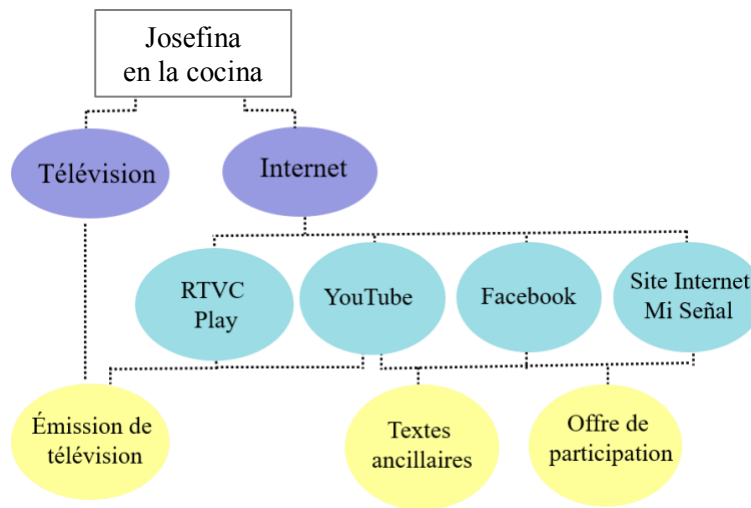 Josefina
en la cocina
Télévision
Internet
RTVC
Play
YouTube
Facebook
Site Internet
Mi Señal
Émission de
télévision
Textes
ancillaires
Offre de
participation